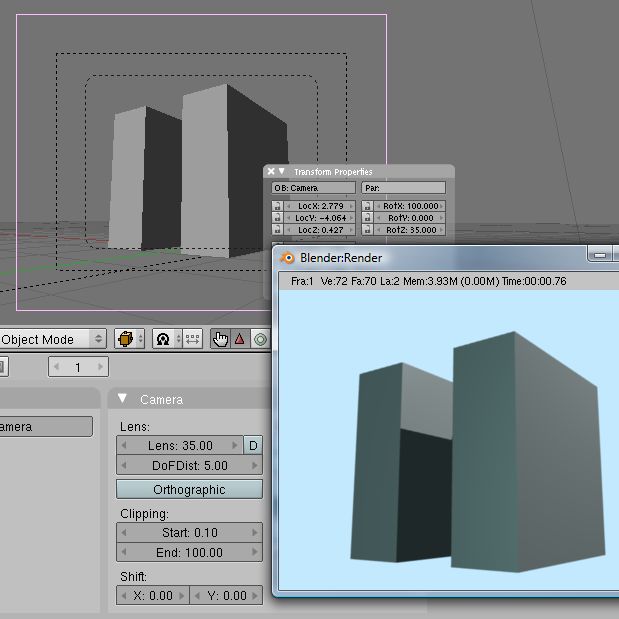 Transform Properties
OB: Camera
Par:
LocX: 2.779
RotX: 100.000
LocY: -4.064
RotY: 0.000
LocZ: 0.427
RotZ: 35.000
Blender:Render
Fra:1 Ve:72 Fa:70 La:2 Mem:3.93M (0.00M) Time:00:00.76
Object Mode
1
Camera
amera
Lens:
Lens: 35.00
D
DoFDist: 5.00
Orthographic
Clipping:
Start: 0.10
End: 100.00
Shift:
X: 0.00
Y: 0.00